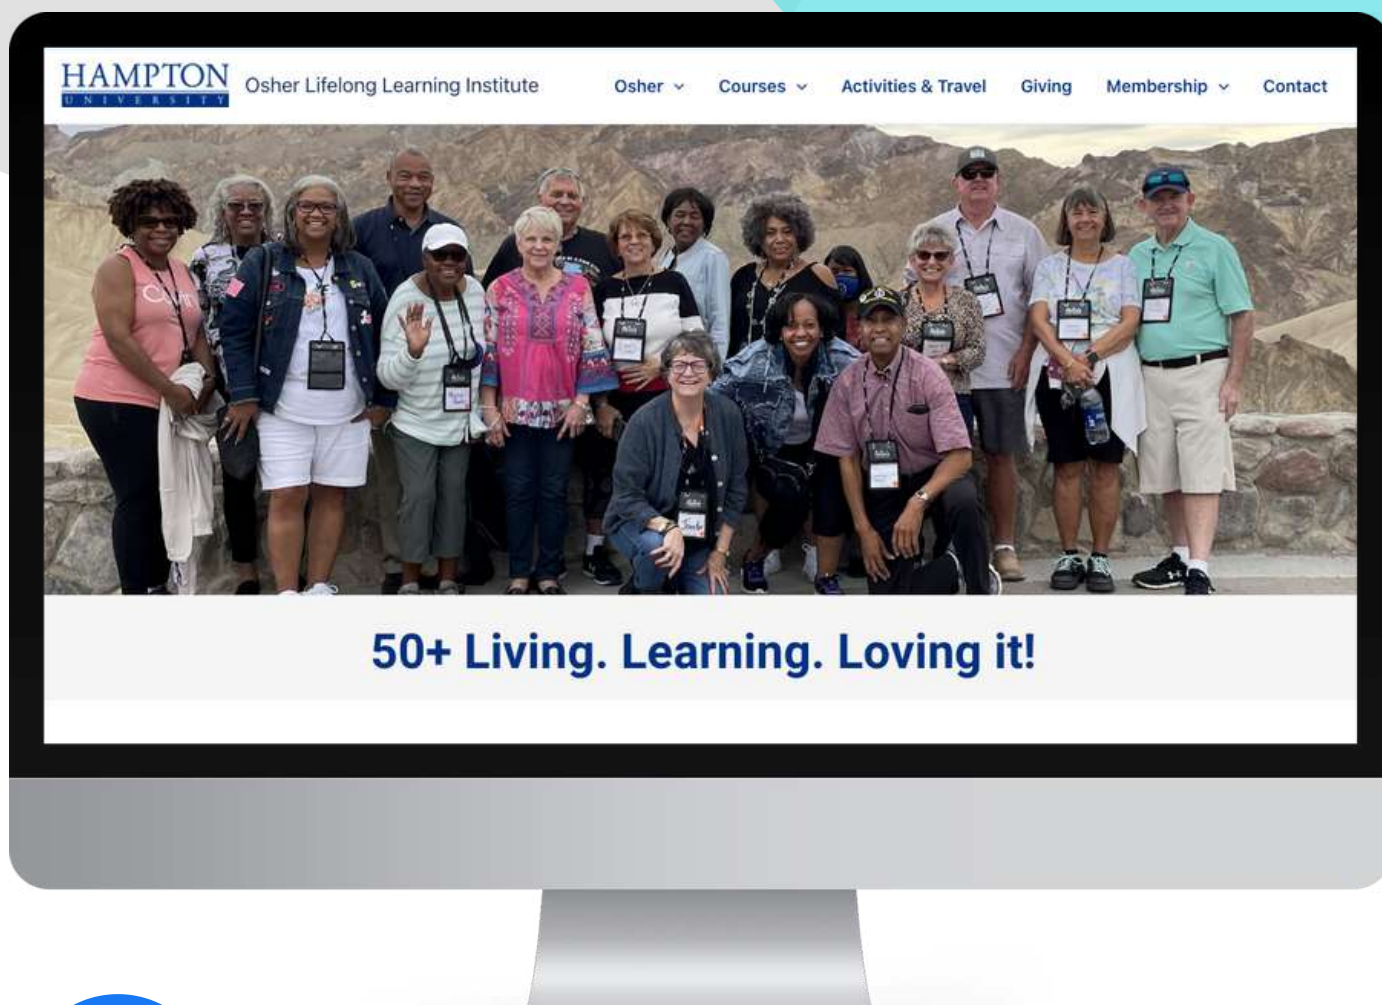 HAMPTON
UNIVERSITY
Osher Lifelong Learning Institute
Osher
Courses
Activities & Travel
Giving
Membership
Contact
50+ Living. Learning. Loving it!